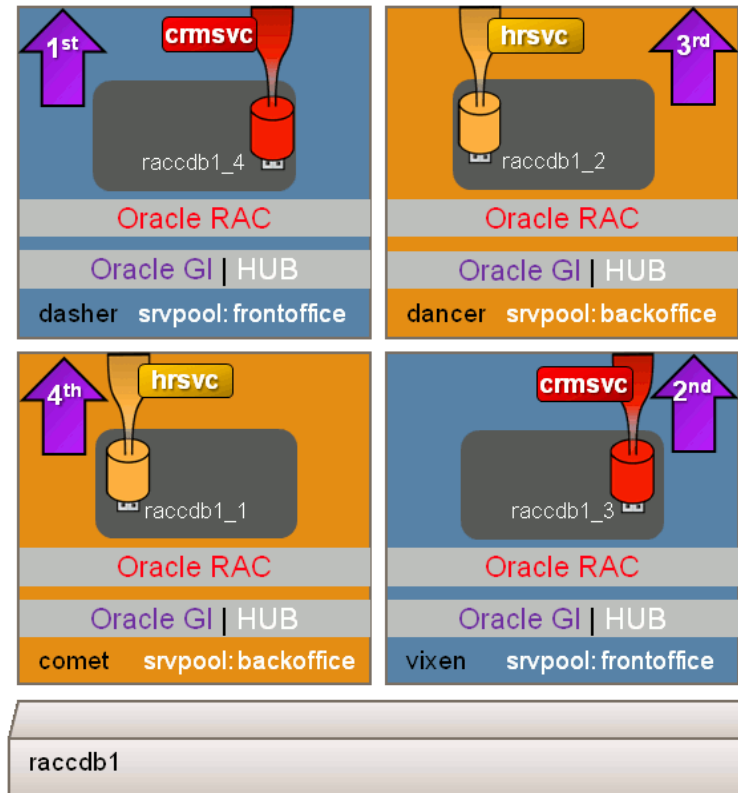 1st
crmsvc
raccdb1_4
Oracle RAC
Oracle GI | HUB
dasher srvpool: frontoffice
hrsvc
3rd
raccdb1_2
Oracle RAC
Oracle GI | HUB
dancer srvpool: backoffice
4th
hrsvc
raccdb1_1
Oracle RAC
Oracle GI | HUB
comet srvpool: backoffice
crmsvc
2nd
raccdb1_3
Oracle RAC
Oracle GI | HUB
vixen srvpool: frontoffice
raccdb1